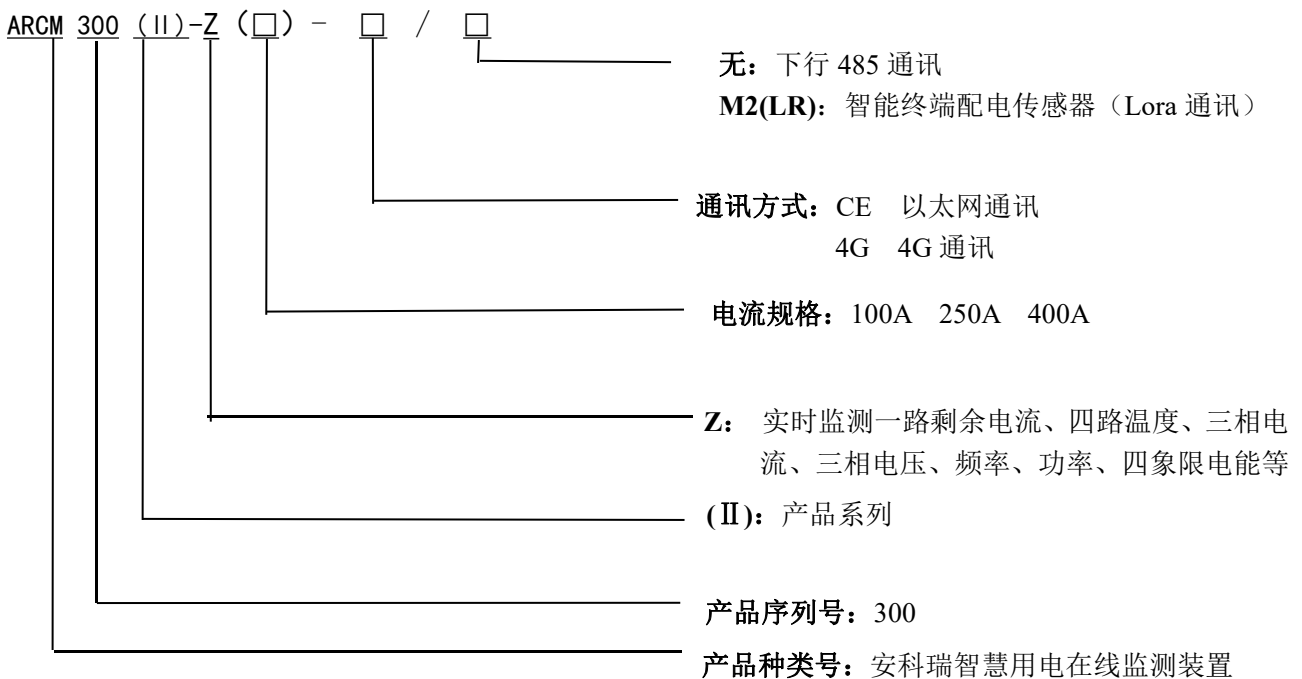 ARCM 300 (II)-Z (□) - □ / □
无：下行 485 通讯
M2(LR)：智能终端配电传感器（Lora 通讯）
通讯方式：CE 以太网通讯
4G 4G 通讯
电流规格：100A 250A 400A
Z： 实时监测一路剩余电流、四路温度、三相电
流、三相电压、频率、功率、四象限电能等
(Ⅱ)：产品系列
产品序列号：300
产品种类号：安科瑞智慧用电在线监测装置